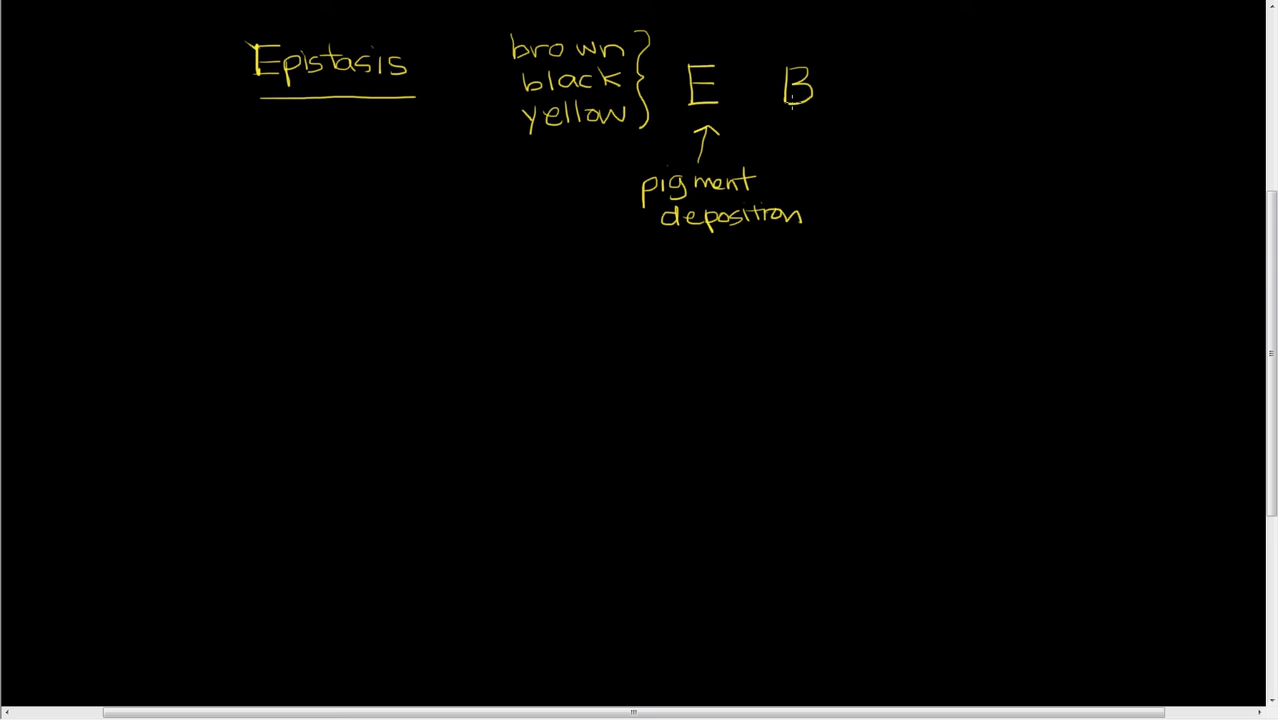 Epistasis
brown
black
yellow
E B
pigment
deposition